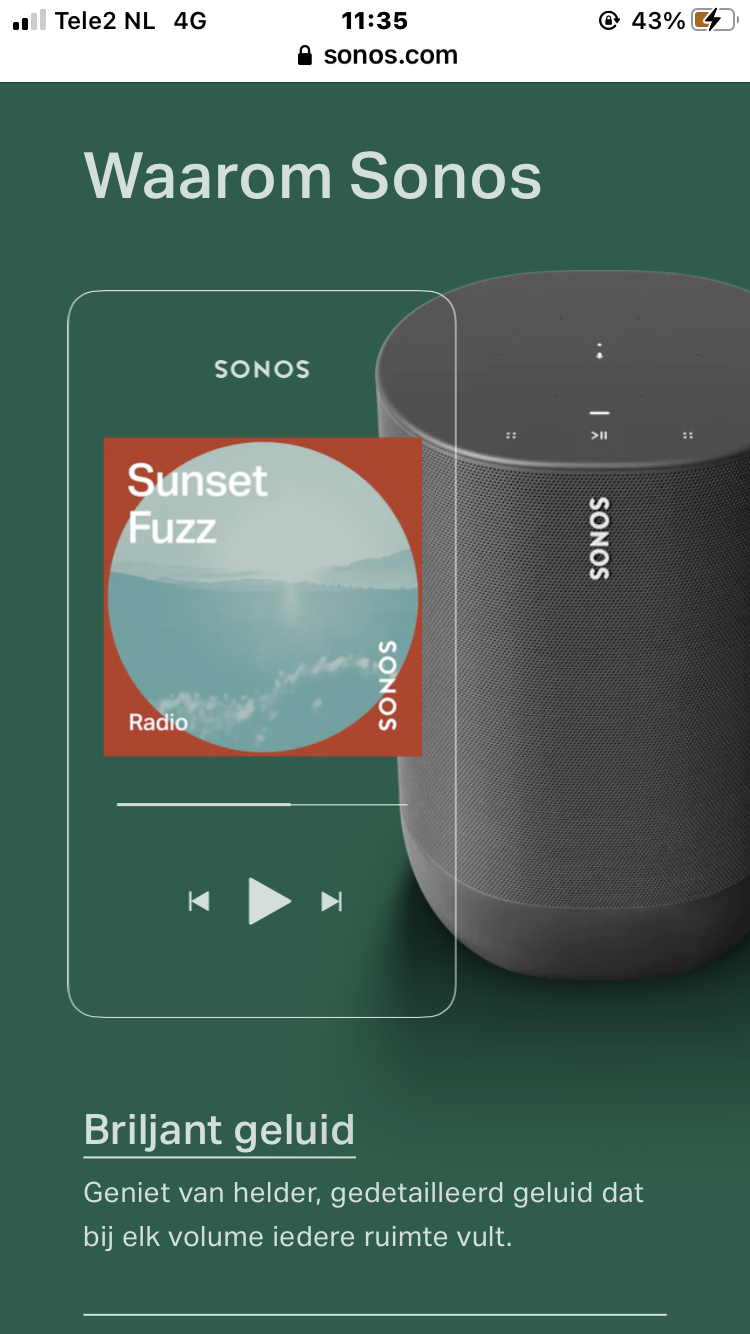 Tele2 NL 4G 11:35 43%
sonos.com
Waarom Sonos
SONOS
Sunset
Fuzz
Radio
SONOS
SONOS
Briljant geluid
Geniet van helder, gedetailleerd geluid dat
bij elk volume iedere ruimte vult.